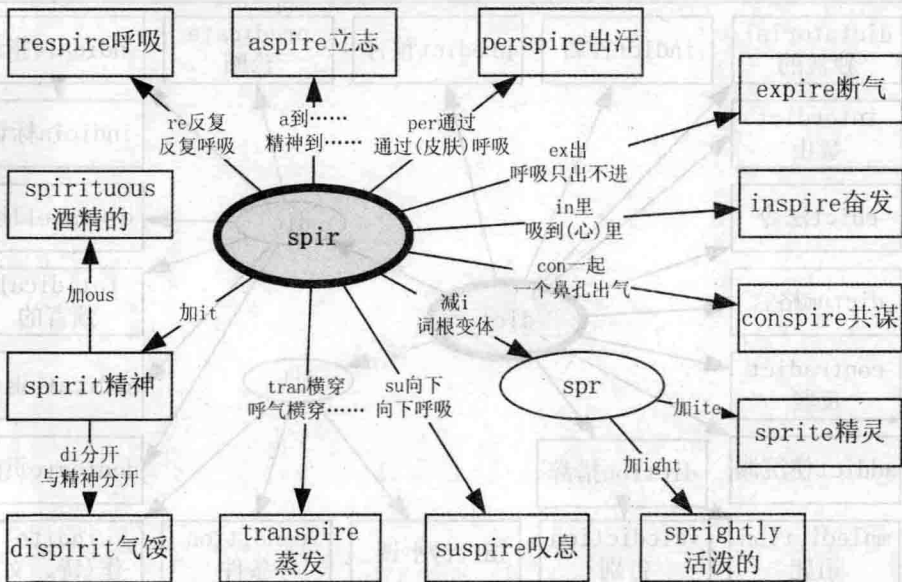 respire呼吸
aspire立志
perspire出汗
expire断气
re反复
反复呼吸
a到……
精神到……
per通过
通过(皮肤)呼吸
ex出
呼吸只出不进
spirituous
酒精的
spir
in里
吸到(心)里
inspire奋发
con一起
一个鼻孔出气
加ous
加it
减i
词根变体
conspire共谋
spirit精神
tran横穿
呼气横穿……
su向下
向下呼吸
spr
加ite
sprite精灵
di分开
与精神分开
加ight
dispirit气馁
transpire
蒸发
suspire叹息
sprightly
活泼的